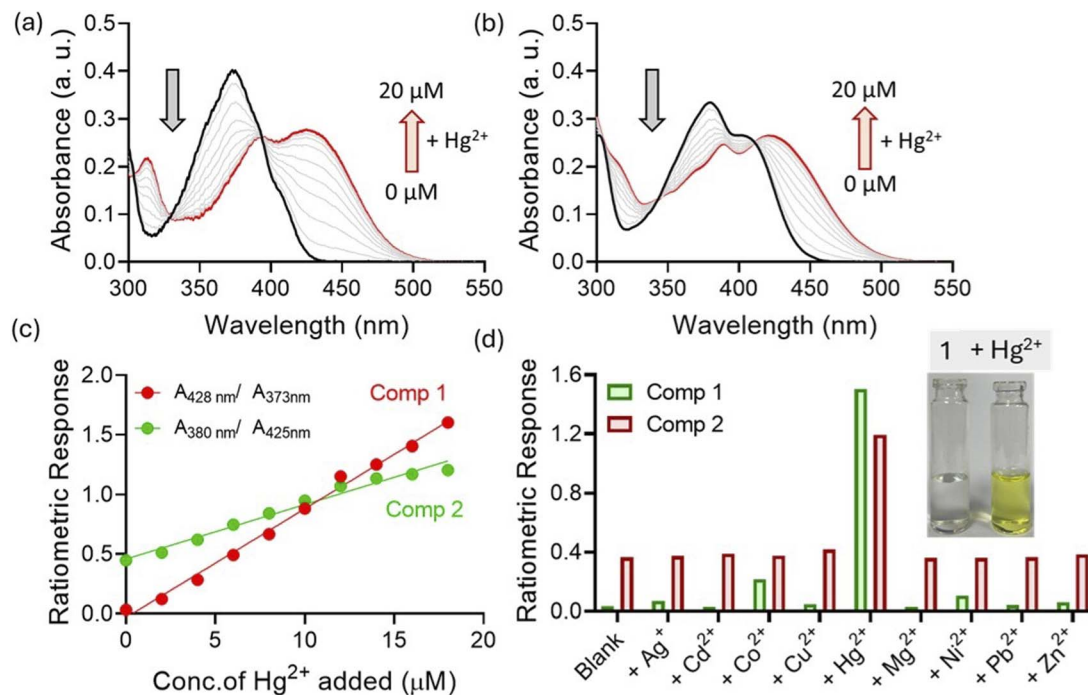 (a)
0.5
0.4
0.3
0.2
0.1
0.0
Absorbance (a. u.)
300 350 400 450 500 550
Wavelength (nm)
20 μM
+ Hg²⁺
0 μM
(b)
0.5
0.4
0.3
0.2
0.1
0.0
Absorbance (a. u.)
300 350 400 450 500 550
Wavelength (nm)
20 μM
+ Hg²⁺
0 μM
(c)
2.0
1.5
1.0
0.5
0.0
Ratiometric Response
A428 nm/ A373nm
A380 nm/ A425nm
Comp 1
Comp 2
0 5 10 15 20
Conc.of Hg²⁺ added (μM)
(d)
1.6
1.2
0.8
0.4
0.0
Ratiometric Response
Comp 1
Comp 2
1 + Hg²⁺
Blank
+ Ag⁺
+ Cd²⁺
+ Co²⁺
+ Cu²⁺
+ Hg²⁺
+ Mg²⁺
+ Ni²⁺
+ Pb²⁺
+ Zn²⁺